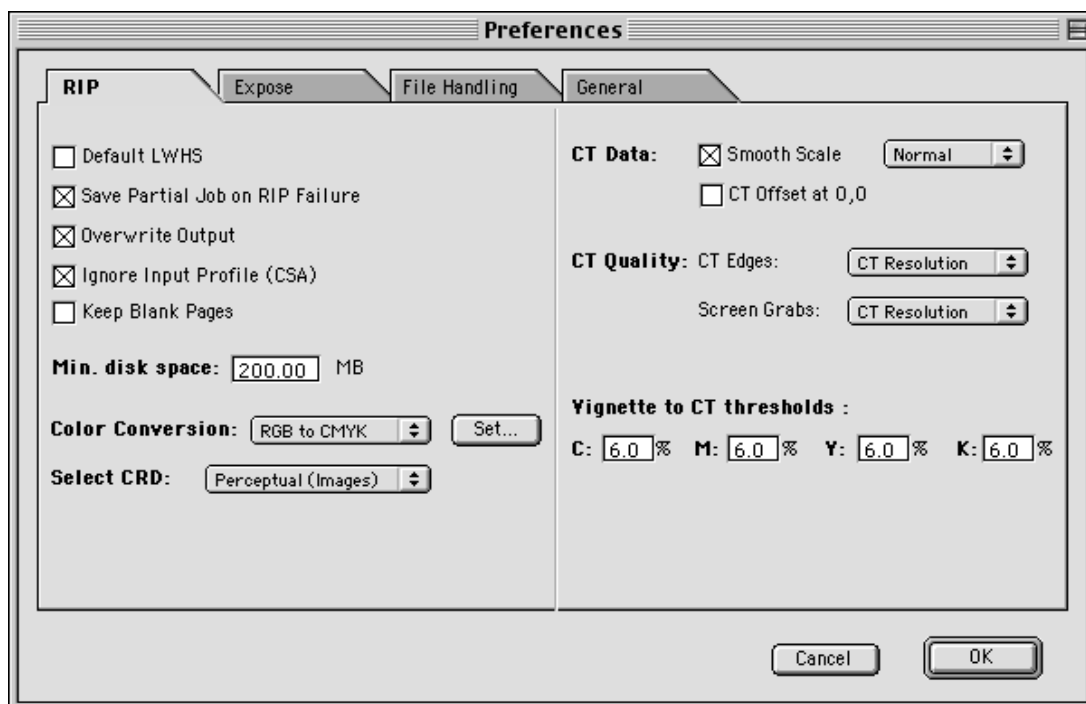 Preferences
RIP
Expose
File Handling
General
Default LWHS
Save Partial Job on RIP Failure
Overwrite Output
Ignore Input Profile (CSA)
Keep Blank Pages
Min. disk space: 200.00 MB
Color Conversion: RGB to CMYK Set...
Select CRD: Perceptual (Images)
CT Data: Smooth Scale Normal
CT Offset at 0,0
CT Quality: CT Edges: CT Resolution
Screen Grabs: CT Resolution
Vignette to CT thresholds :
C: 6.0 % M: 6.0 % Y: 6.0 % K: 6.0 %
Cancel
OK